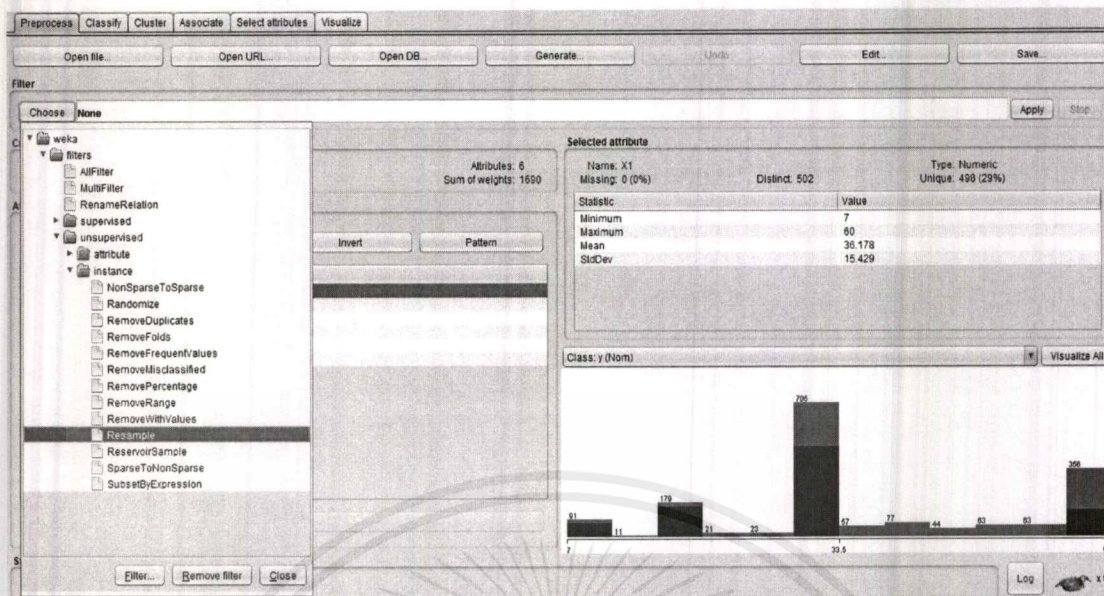 Preprocess Classify Cluster Associate Select attributes Visualize
Open file... Open URL... Open DB... Generate... Undo Edit... Save...
Filter
Choose None Apply Stop
weka
filters
AllFilter
MultiFilter
RenameRelation
supervised
unsupervised
attribute
instance
NonSparseToSparse
Randomize
RemoveDuplicates
RemoveFolds
RemoveFrequentValues
RemoveMisclassified
RemovePercentage
RemoveRange
RemoveWithValues
Resample
ReservoirSample
SparseToNonSparse
SubsetByExpression
Filter... Remove filter Close
Attributes: 6
Sum of weights: 1690
Invert Pattern
Selected attribute
Name: X1 Type: Numeric
Missing: 0 (0%) Distinct: 502 Unique: 498 (29%)
Statistic Value
Minimum 7
Maximum 60
Mean 36.178
StdDev 15.429
Class: y (Nom) Visualize All
91 11 179 21 23 67 77 44 63 63
7 33.5
Log